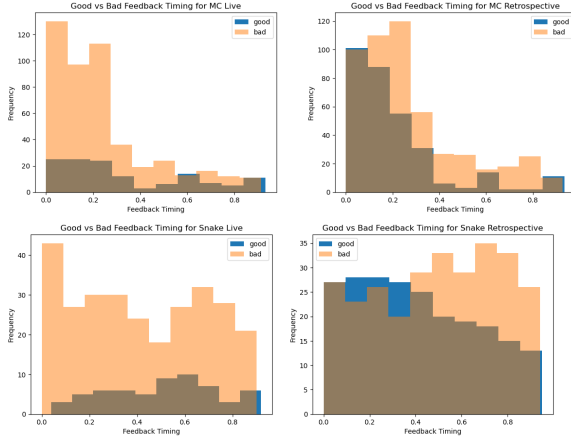 Good vs Bad Feedback Timing for MC Live
good
bad
Frequency
120
100
80
60
40
20
0
0.0 0.2 0.4 0.6 0.8
Feedback Timing
Good vs Bad Feedback Timing for MC Retrospective
good
bad
Frequency
120
100
80
60
40
20
0
0.0 0.2 0.4 0.6 0.8
Feedback Timing
Good vs Bad Feedback Timing for Snake Live
good
bad
Frequency
40
30
20
10
0
0.0 0.2 0.4 0.6 0.8
Feedback Timing
Good vs Bad Feedback Timing for Snake Retrospective
good
bad
Frequency
35
30
25
20
15
10
5
0
0.0 0.2 0.4 0.6 0.8
Feedback Timing